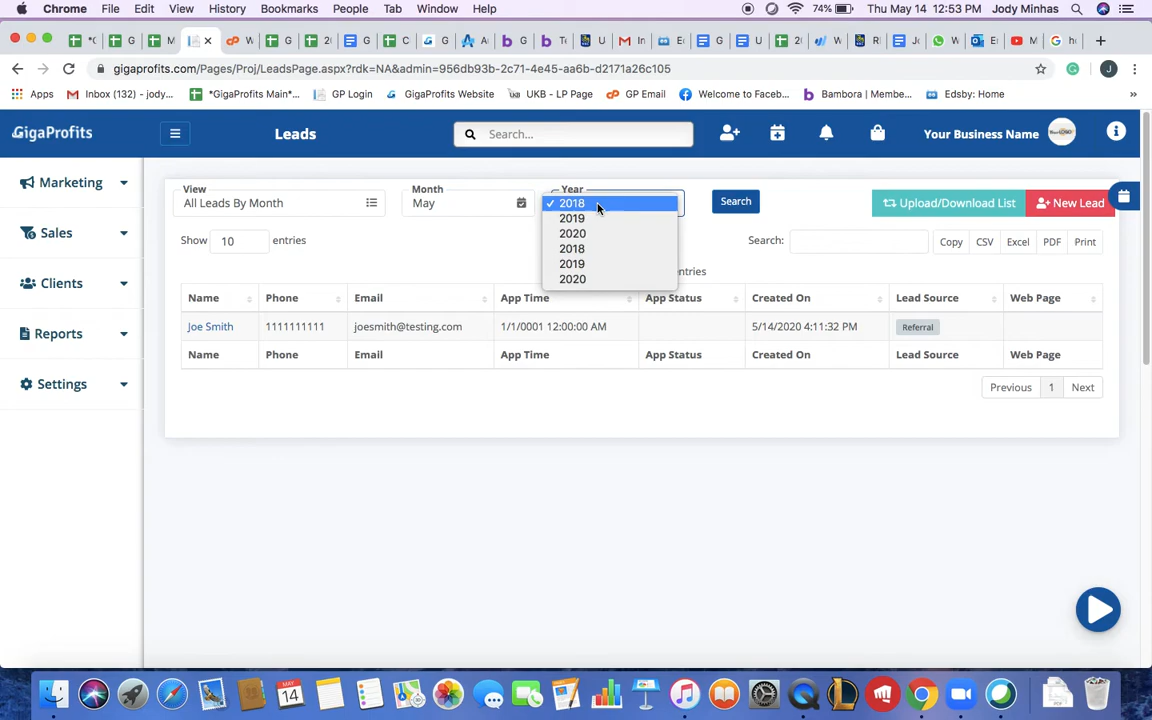 Chrome File Edit View History Bookmarks People Tab Window Help 74% Thu May 14 12:53 PM Jody Minhas
gigaprofits.com/Pages/Proj/LeadsPage.aspx?rdk=NA&admin=956db93b-2c71-4e45-aa6b-d2171a26c105
Apps Inbox (132) - jody... *GigaProfits Main*... GP Login GigaProfits Website UKB - LP Page GP Email Welcome to Faceb... Bambora | Membe... Edsby: Home »
GigaProfits Leads Search... Your Business Name
Marketing
Sales
Clients
Reports
Settings
View Month Year
All Leads By Month May Search Upload/Download List New Lead
✓ 2018
2019
2020
2018
2019
2020
Show 10 entries Search: Copy CSV Excel PDF Print
entries
Name Phone Email App Time App Status Created On Lead Source Web Page
Joe Smith 1111111111 joesmith@testing.com 1/1/0001 12:00:00 AM 5/14/2020 4:11:32 PM Referral
Name Phone Email App Time App Status Created On Lead Source Web Page
Previous 1 Next
MAY
14